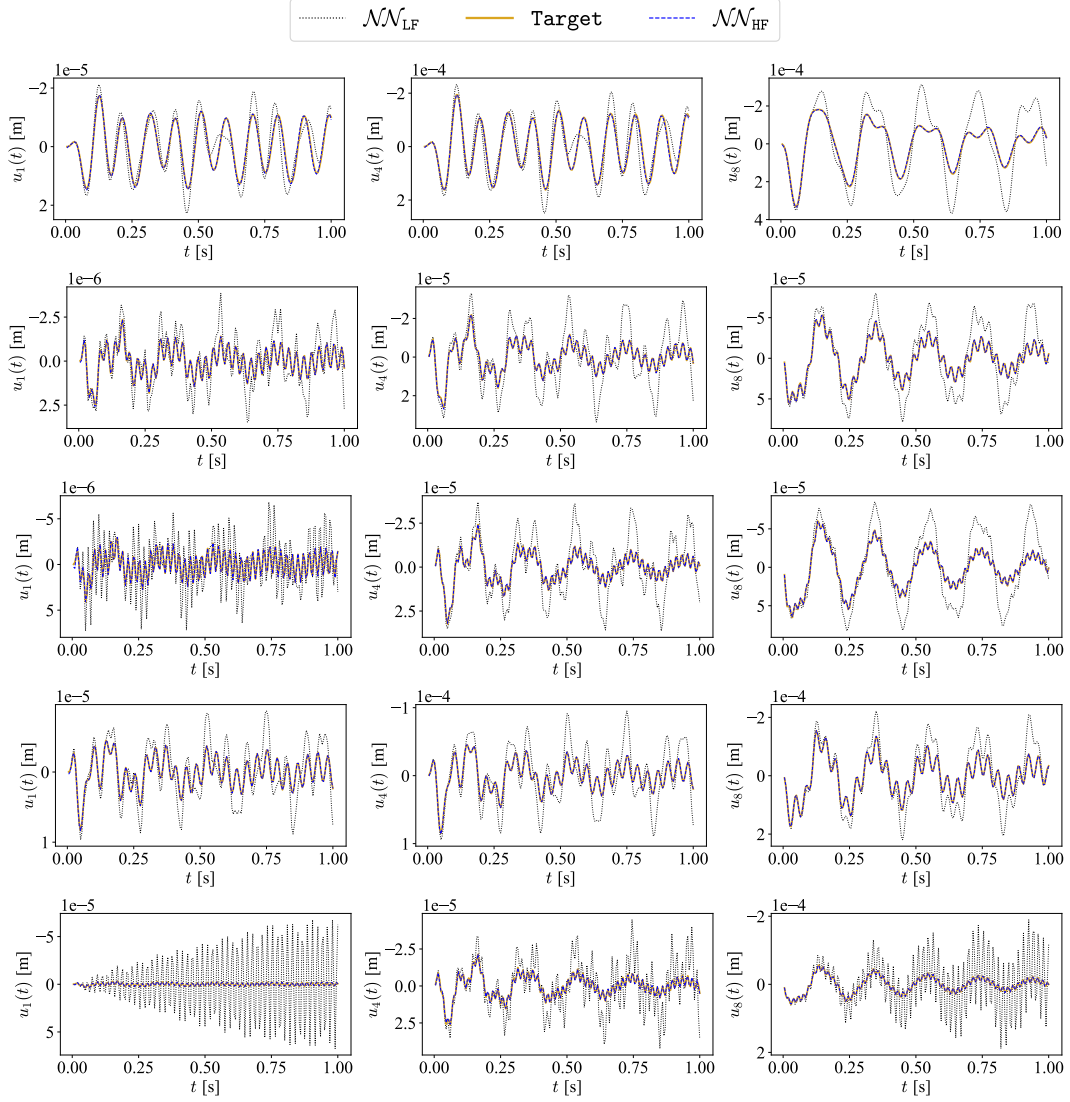 𝒩𝒩_LF Target 𝒩𝒩_HF
1e−5 1e−4 1e−4
−2 0 2
u₁(t) [m]
−2 0 2
u₄(t) [m]
−2 0 2 4
u₈(t) [m]
0.00 0.25 0.50 0.75 1.00 0.00 0.25 0.50 0.75 1.00 0.00 0.25 0.50 0.75 1.00
t [s] t [s] t [s]
1e−6 1e−5 1e−5
−2.5 0.0 2.5
u₁(t) [m]
−2 0 2
u₄(t) [m]
−5 0 5
u₈(t) [m]
0.00 0.25 0.50 0.75 1.00 0.00 0.25 0.50 0.75 1.00 0.00 0.25 0.50 0.75 1.00
t [s] t [s] t [s]
1e−6 1e−5 1e−5
−5 0 5
u₁(t) [m]
−2.5 0.0 2.5
u₄(t) [m]
−5 0 5
u₈(t) [m]
0.00 0.25 0.50 0.75 1.00 0.00 0.25 0.50 0.75 1.00 0.00 0.25 0.50 0.75 1.00
t [s] t [s] t [s]
1e−5 1e−4 1e−4
0 1
u₁(t) [m]
−1 0 1
u₄(t) [m]
−2 0 2
u₈(t) [m]
0.00 0.25 0.50 0.75 1.00 0.00 0.25 0.50 0.75 1.00 0.00 0.25 0.50 0.75 1.00
t [s] t [s] t [s]
1e−5 1e−5 1e−4
−5 0 5
u₁(t) [m]
−2.5 0.0 2.5
u₄(t) [m]
−2 0 2
u₈(t) [m]
0.00 0.25 0.50 0.75 1.00 0.00 0.25 0.50 0.75 1.00 0.00 0.25 0.50 0.75 1.00
t [s] t [s] t [s]